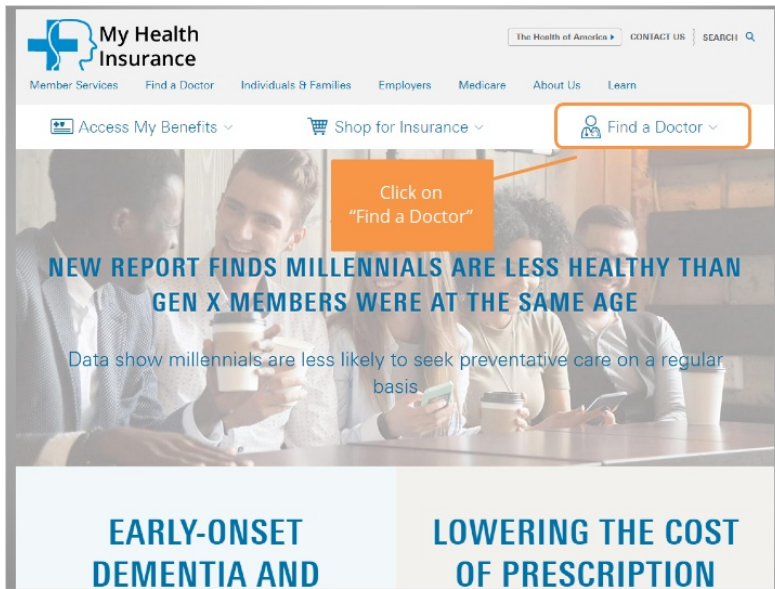 My Health
Insurance
The Health of America
CONTACT US
SEARCH
Member Services
Find a Doctor
Individuals & Families
Employers
Medicare
About Us
Learn
Access My Benefits
Shop for Insurance
Find a Doctor
Click on
“Find a Doctor”
NEW REPORT FINDS MILLENNIALS ARE LESS HEALTHY THAN
GEN X MEMBERS WERE AT THE SAME AGE
Data show millennials are less likely to seek preventative care on a regular
basis
EARLY-ONSET
DEMENTIA AND
LOWERING THE COST
OF PRESCRIPTION